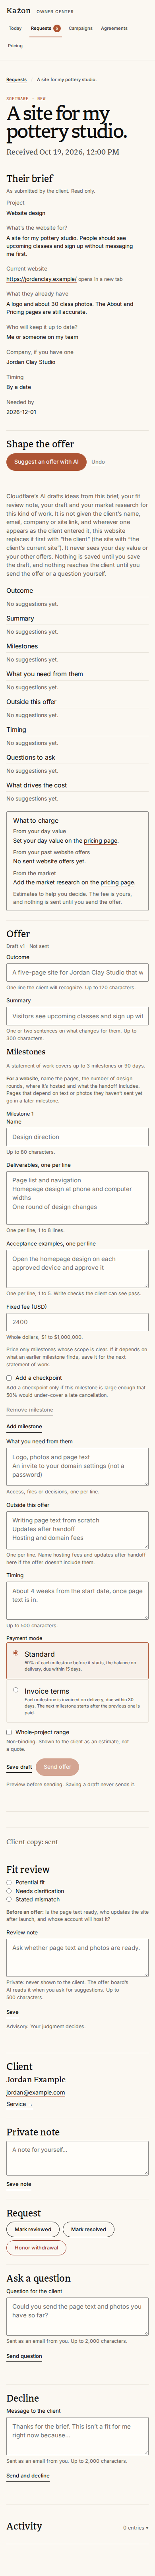 Kazon OWNER CENTER
Today Requests 1 Campaigns Agreements
Pricing
Requests A site for my pottery studio.
SOFTWARE · WEB
A site for my
pottery studio.
Received Oct 19, 2026, 12:00 PM
Their brief
As submitted by the client. Read only.
Project
Website design
What's the website for?
A site for my pottery studio. People should see
upcoming classes and sign up without messaging
me first.
Current website
https://jordanclay.example/ opens in a new tab
What they already have
A logo and about 30 class photos. The About and
Pricing pages are still accurate.
Who will keep it up to date?
Me or someone on my team
Company, if you have one
Jordan Clay Studio
Timing
By a date
Needed by
2026-12-01
Shape the offer
Suggest an offer with AI Undo
Cloudflare's AI drafts ideas from this brief, your fit
review note, your draft and your market research for
this kind of work. It is not given the client's name,
email, company or site link, and wherever one
appears as the client entered it, this website
replaces it first with "the client" (the site with "the
client's current site"). It never sees your day value or
your other offers. Nothing is saved until you save
the draft, and nothing reaches the client until you
send the offer or a question yourself.
Outcome
No suggestions yet.
Summary
No suggestions yet.
Milestones
No suggestions yet.
What you need from them
No suggestions yet.
Outside this offer
No suggestions yet.
Timing
No suggestions yet.
Questions to ask
No suggestions yet.
What drives the cost
No suggestions yet.
What to charge
From your day value
Set your day value on the pricing page.
From your past website offers
No sent website offers yet.
From the market
Add the market research on the pricing page.
Estimates to help you decide. The fee is yours,
and nothing is sent until you send the offer.
Offer
Draft v1 · Not sent
Outcome
A five-page site for Jordan Clay Studio that w
One line the client will recognize. Up to 120 characters.
Summary
Visitors see upcoming classes and sign up wit
One or two sentences on what changes for them. Up to
300 characters.
Milestones
A statement of work covers up to 3 milestones or 90 days.
For a website, name the pages, the number of design
rounds, where it's hosted and what the handoff includes.
Pages that depend on text or photos they haven't sent yet
go in a later milestone.
Milestone 1
Name
Design direction
Up to 80 characters.
Deliverables, one per line
Page list and navigation
Homepage design at phone and computer
widths
One round of design changes
One per line, 1 to 8 lines.
Acceptance examples, one per line
Open the homepage design on each
approved device and approve it
One per line, 1 to 5. Write checks the client can see pass.
Fixed fee (USD)
2400
Whole dollars, $1 to $1,000,000.
Price only milestones whose scope is clear. If it depends on
what an earlier milestone finds, save it for the next
statement of work.
Add a checkpoint
Add a checkpoint only if this milestone is large enough that
50% would under-cover a late cancellation.
Remove milestone
Add milestone
What you need from them
Logo, photos and page text
An invite to your domain settings (not a
password)
Access, files or decisions, one per line.
Outside this offer
Writing page text from scratch
Updates after handoff
Hosting and domain fees
One per line. Name hosting fees and updates after handoff
here if the offer doesn't include them.
Timing
About 4 weeks from the start date, once page
text is in.
Up to 500 characters.
Payment mode
Standard
50% of each milestone before it starts, the balance on
delivery, due within 15 days.
Invoice terms
Each milestone is invoiced on delivery, due within 30
days. The next milestone starts after the previous one is
paid.
Whole-project range
Non-binding. Shown to the client as an estimate, not
a quote.
Save draft Send offer
Preview before sending. Saving a draft never sends it.
Client copy: sent
Fit review
Potential fit
Needs clarification
Stated mismatch
Before an offer: is the page text ready, who updates the site
after launch, and whose account will host it?
Review note
Ask whether page text and photos are ready.
Private: never shown to the client. The offer board's
AI reads it when you ask for suggestions. Up to
500 characters.
Save
Advisory. Your judgment decides.
Client
Jordan Example
jordan@example.com
Service →
Private note
A note for yourself...
Save note
Request
Mark reviewed Mark resolved
Honor withdrawal
Ask a question
Question for the client
Could you send the page text and photos you
have so far?
Sent as an email from you. Up to 2,000 characters.
Send question
Decline
Message to the client
Thanks for the brief. This isn't a fit for me
right now because...
Sent as an email from you. Up to 2,000 characters.
Send and decline
Activity 0 entries ▾